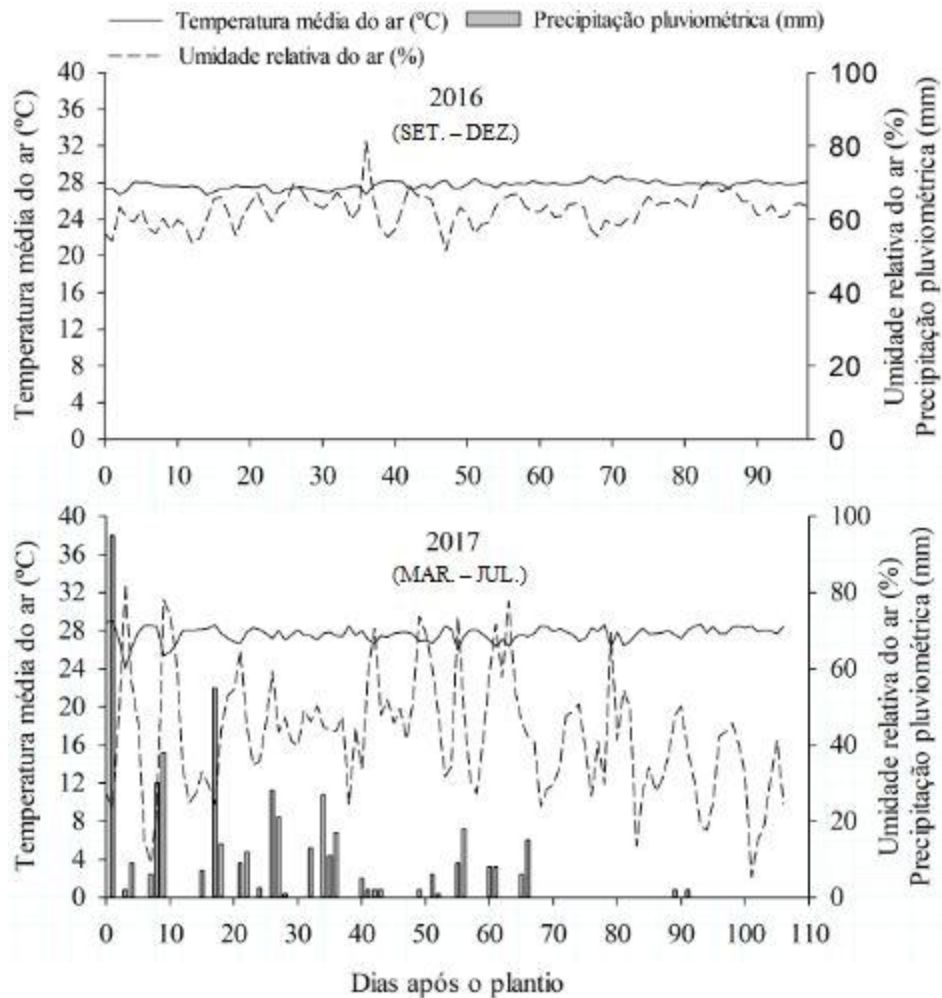 Temperatura média do ar (ºC) Precipitação pluviométrica (mm)
Umidade relativa do ar (%)
2016
(SET. – DEZ.)
Temperatura média do ar (ºC)
40
36
32
28
24
20
16
12
8
4
0
100
80
60
40
20
0
Umidade relativa do ar (%)
Precipitação pluviométrica (mm)
0 10 20 30 40 50 60 70 80 90
2017
(MAR. – JUL.)
Temperatura média do ar (ºC)
40
36
32
28
24
20
16
12
8
4
0
100
80
60
40
20
0
Umidade relativa do ar (%)
Precipitação pluviométrica (mm)
0 10 20 30 40 50 60 70 80 90 100 110
Dias após o plantio